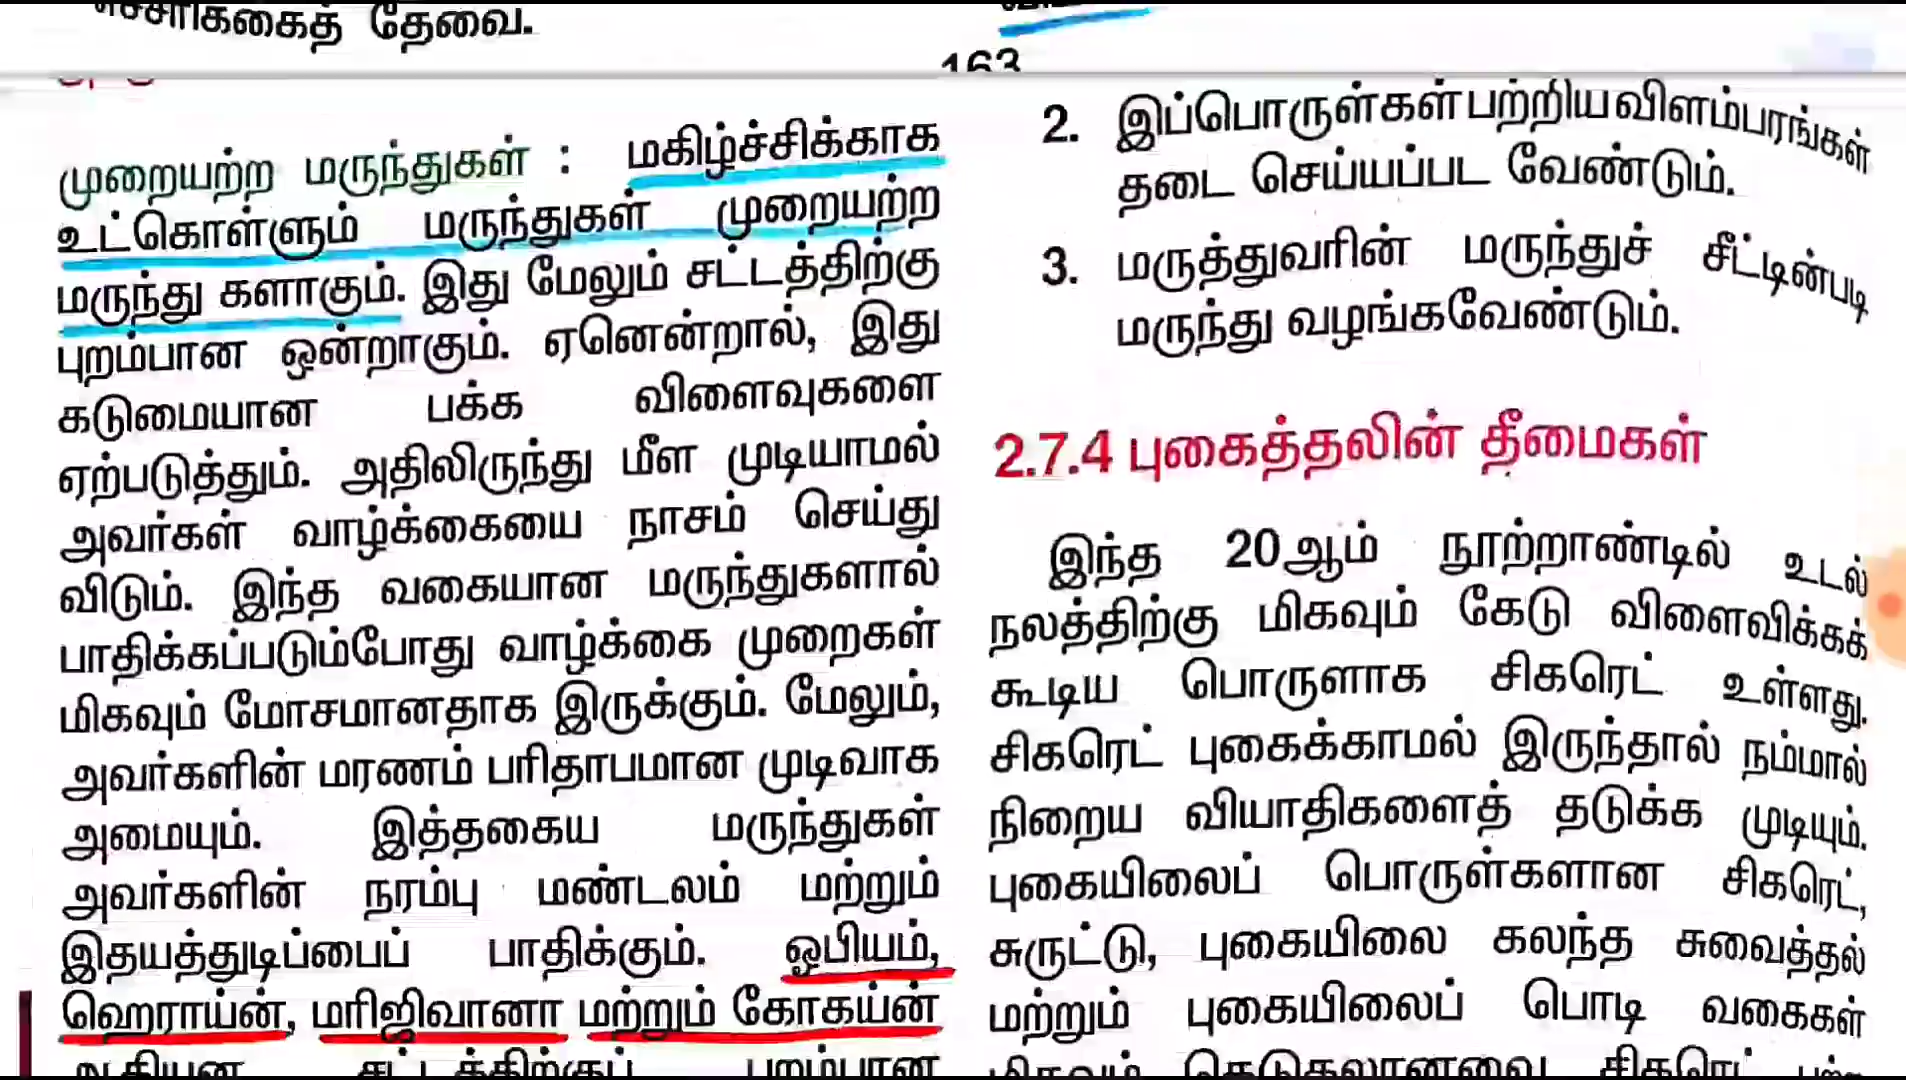 தேவை.
163
முறையற்ற மருந்துகள் : மகிழ்ச்சிக்காக
உட்கொள்ளும் மருந்துகள் முறையற்ற
மருந்து களாகும். இது மேலும் சட்டத்திற்கு
புறம்பான ஒன்றாகும். ஏனென்றால், இது
கடுமையான பக்க விளைவுகளை
ஏற்படுத்தும். அதிலிருந்து மீள முடியாமல்
அவர்கள் வாழ்க்கையை நாசம் செய்து
விடும். இந்த வகையான மருந்துகளால்
பாதிக்கப்படும்போது வாழ்க்கை முறைகள்
மிகவும் மோசமானதாக இருக்கும். மேலும்,
அவர்களின் மரணம் பரிதாபமான முடிவாக
அமையும். இத்தகைய மருந்துகள்
அவர்களின் நரம்பு மண்டலம் மற்றும்
இதயத்துடிப்பைப் பாதிக்கும். ஓபியம்,
ஹெராய்ன், மரிஜிவானா மற்றும் கோகய்ன்
2. இப்பொருள்கள் பற்றிய விளம்பரங்கள்
தடை செய்யப்பட வேண்டும்.
3. மருத்துவரின் மருந்துச் சீட்டின்படி
மருந்து வழங்கவேண்டும்.
2.7.4 புகைத்தலின் தீமைகள்
இந்த 20ஆம் நூற்றாண்டில் உடல்
நலத்திற்கு மிகவும் கேடு விளைவிக்கக்
கூடிய பொருளாக சிகரெட் உள்ளது.
சிகரெட் புகைக்காமல் இருந்தால் நம்மால்
நிறைய வியாதிகளைத் தடுக்க முடியும்.
புகையிலைப் பொருள்களான சிகரெட்,
சுருட்டு, புகையிலை கலந்த சுவைத்தல்
மற்றும் புகையிலைப் பொடி வகைகள்